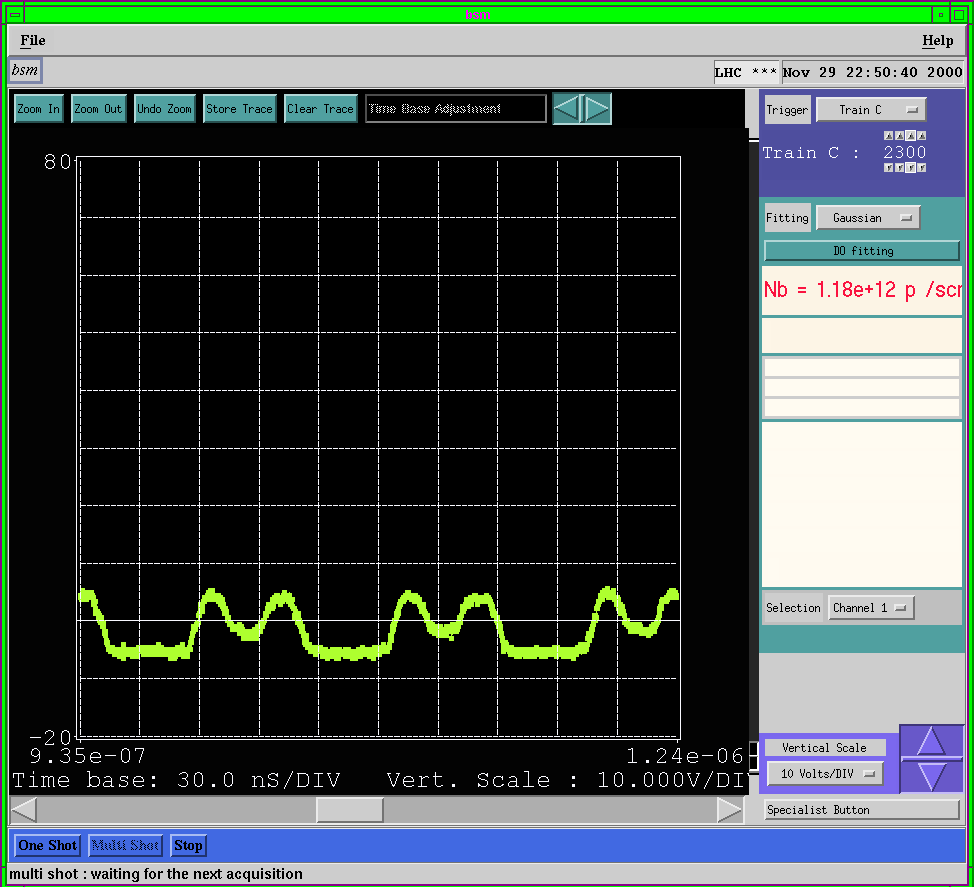 bsm
File Help
bsm LHC *** Nov 29 22:50:40 2000
Zoom In Zoom Out Undo Zoom Store Trace Clear Trace Time Base Adjustment
Trigger Train C
Train C : 2300
80
Fitting Gaussian
DO fitting
Nb = 1.18e+12 p /scr
Selection Channel 1
-20
9.35e-07 1.24e-06
Time base: 30.0 nS/DIV Vert. Scale : 10.000V/DI
Vertical Scale
10 Volts/DIV
Specialist Button
One Shot Multi Shot Stop
multi shot : waiting for the next acquisition